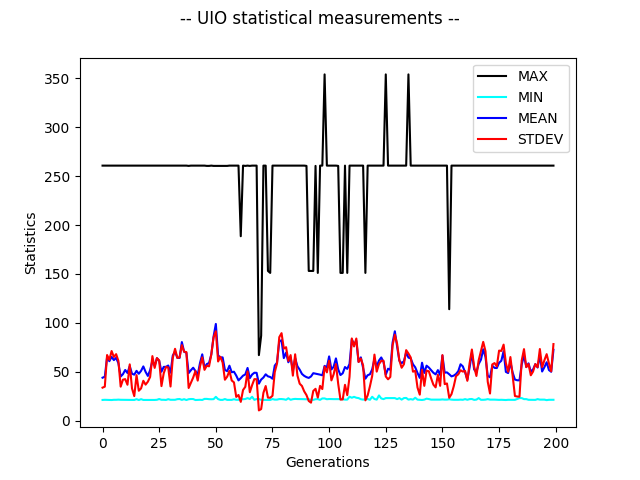 -- UIO statistical measurements --
MAX
MIN
MEAN
STDEV
Statistics
350
300
250
200
150
100
50
0
0 25 50 75 100 125 150 175 200
Generations